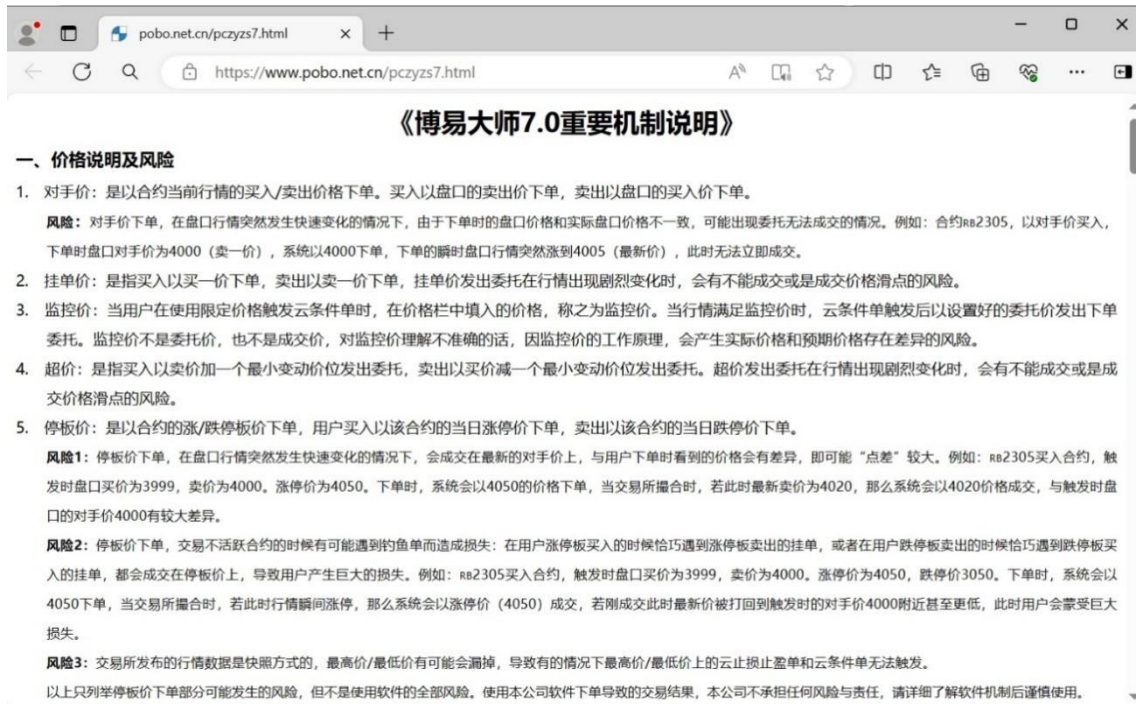 pobo.net.cn/pczyzs7.html
https://www.pobo.net.cn/pczyzs7.html
《博易大师7.0重要机制说明》
一、价格说明及风险
1. 对手价：是以合约当前行情的买入/卖出价格下单。买入以盘口的卖出价下单，卖出以盘口的买入价下单。
风险：对手价下单，在盘口行情突然发生快速变化的情况下，由于下单时的盘口价格和实际盘口价格不一致，可能出现委托无法成交的情况。例如：合约RB2305，以对手价买入，
下单时盘口对手价为4000（卖一价），系统以4000下单，下单的瞬时盘口行情突然涨到4005（最新价），此时无法立即成交。
2. 挂单价：是指买入以买一价下单，卖出以卖一价下单，挂单价发出委托在行情出现剧烈变化时，会有不能成交或是成交价格滑点的风险。
3. 监控价：当用户在使用限定价格触发云条件单时，在价格栏中填入的价格，称之为监控价。当行情满足监控价时，云条件单触发后以设置好的委托价发出下单
委托。监控价不是委托价，也不是成交价，对监控价理解不准确的话，因监控价的工作原理，会产生实际价格和预期价格存在差异的风险。
4. 超价：是指买入以卖价加一个最小变动价位发出委托，卖出以买价减一个最小变动价位发出委托。超价发出委托在行情出现剧烈变化时，会有不能成交或是成
交价格滑点的风险。
5. 停板价：是以合约的涨/跌停板价下单，用户买入以该合约的当日涨停价下单，卖出以该合约的当日跌停价下单。
风险1：停板价下单，在盘口行情突然发生快速变化的情况下，会成交在最新的对手价上，与用户下单时看到的价格会有差异，即可能“点差”较大。例如：RB2305买入合约，触
发时盘口买价为3999，卖价为4000。涨停价为4050。下单时，系统会以4050的价格下单，当交易所撮合时，若此时最新卖价为4020，那么系统会以4020价格成交，与触发时盘
口的对手价4000有较大差异。
风险2：停板价下单，交易不活跃合约的时候有可能遇到钓鱼单而造成损失：在用户涨停板买入的时候恰巧遇到涨停板卖出的挂单，或者在用户跌停板卖出的时候恰巧遇到跌停板买
入的挂单，都会成交在停板价上，导致用户产生巨大的损失。例如：RB2305买入合约，触发时盘口买价为3999，卖价为4000。涨停价为4050，跌停价3050。下单时，系统会以
4050下单，当交易所撮合时，若此时行情瞬间涨停，那么系统会以涨停价（4050）成交，若刚成交此时最新价被打回到触发时的对手价4000附近甚至更低，此时用户会蒙受巨大
损失。
风险3：交易所发布的行情数据是快照方式的，最高价/最低价有可能会漏掉，导致有的情况下最高价/最低价上的云止损止盈单和云条件单无法触发。
以上只列举停板价下单部分可能发生的风险，但不是使用软件的全部风险。使用本公司软件下单导致的交易结果，本公司不承担任何风险与责任，请详细了解软件机制后谨慎使用。